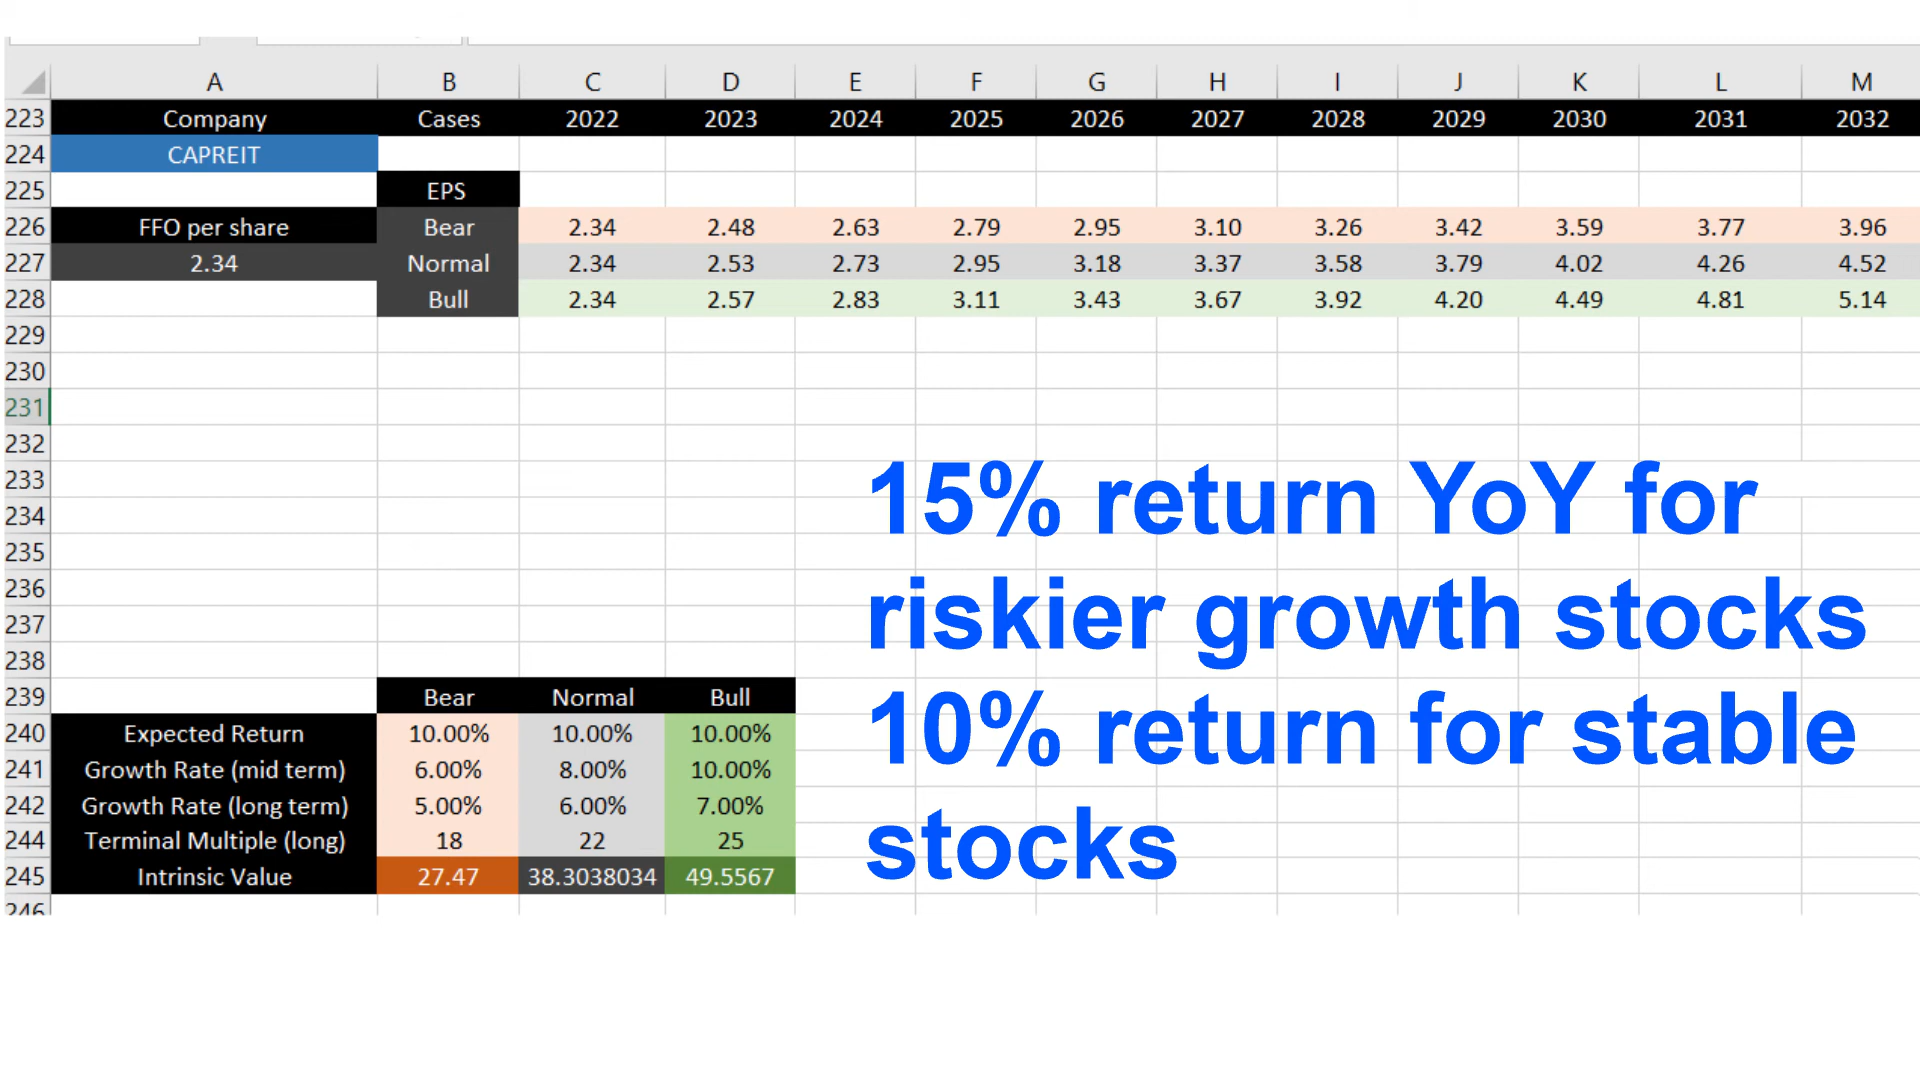 A B C D E F G H I J K L M
223 Company Cases 2022 2023 2024 2025 2026 2027 2028 2029 2030 2031 2032
224 CAPREIT
225 EPS
226 FFO per share Bear 2.34 2.48 2.63 2.79 2.95 3.10 3.26 3.42 3.59 3.77 3.96
227 2.34 Normal 2.34 2.53 2.73 2.95 3.18 3.37 3.58 3.79 4.02 4.26 4.52
228 Bull 2.34 2.57 2.83 3.11 3.43 3.67 3.92 4.20 4.49 4.81 5.14
229
230
231
232
233
234
235
236
237
238
239 Bear Normal Bull
240 Expected Return 10.00% 10.00% 10.00%
241 Growth Rate (mid term) 6.00% 8.00% 10.00%
242 Growth Rate (long term) 5.00% 6.00% 7.00%
244 Terminal Multiple (long) 18 22 25
245 Intrinsic Value 27.47 38.3038034 49.5567
246
15% return YoY for
riskier growth stocks
10% return for stable
stocks